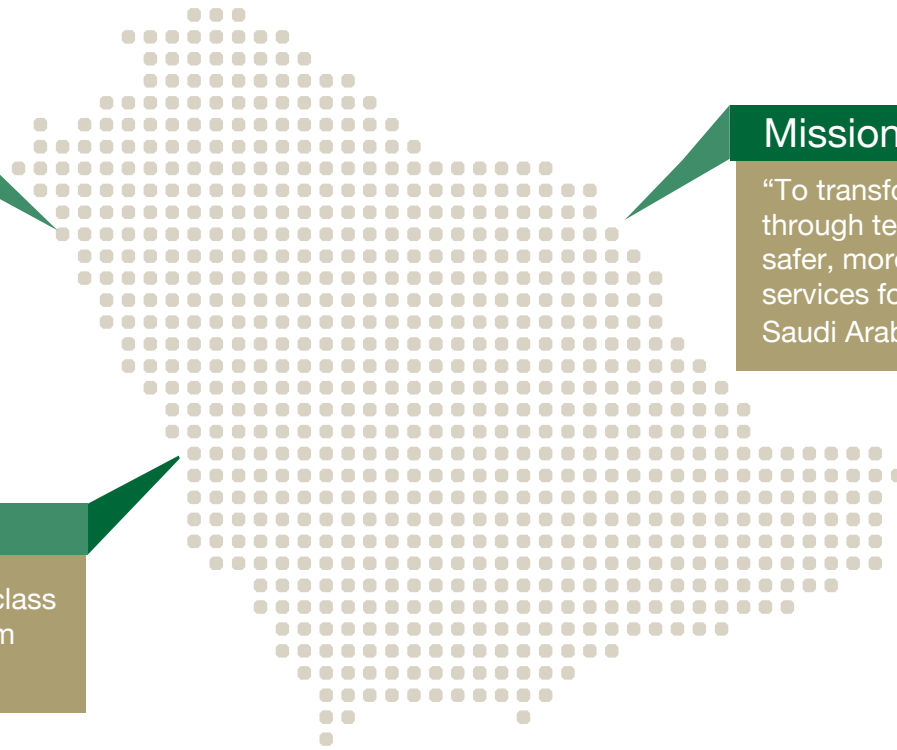 Mission
“To transfo
through te
safer, more
services fo
Saudi Arab
class
m